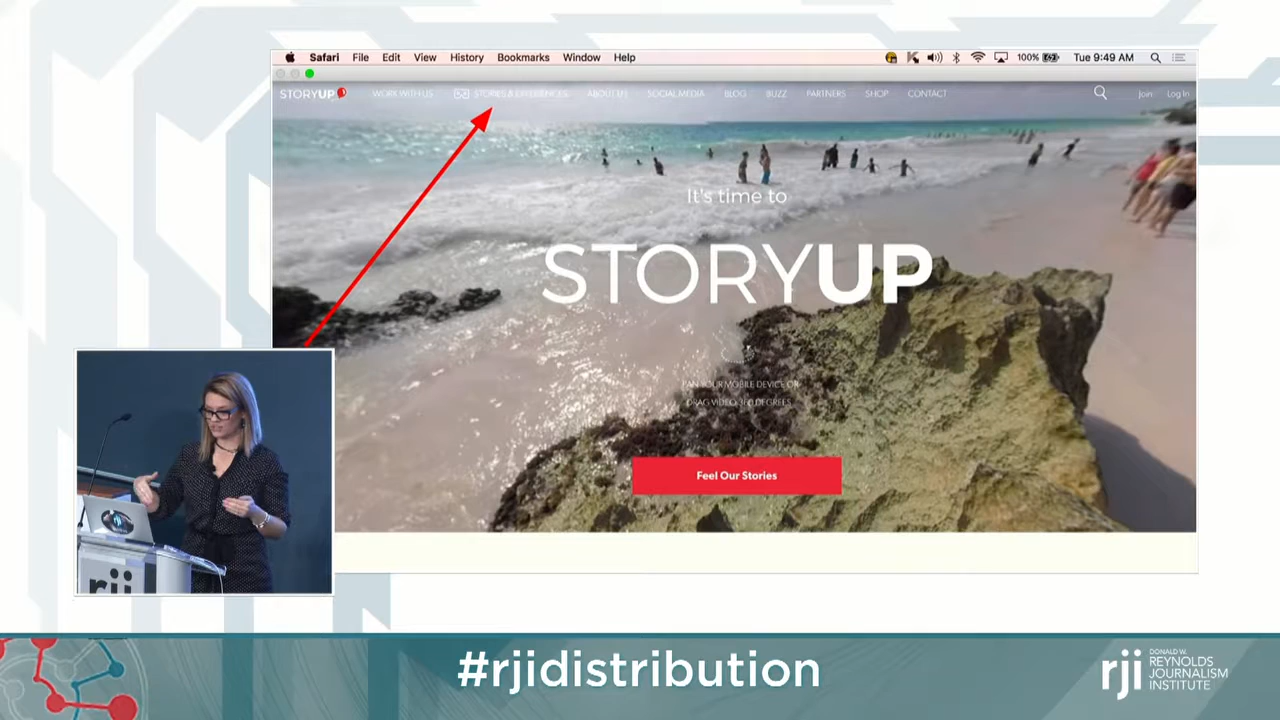 Safari File Edit View History Bookmarks Window Help 100% Tue 9:49 AM
STORYUP WORK WITH US STORIES & EXPERIENCES ABOUT US SOCIAL MEDIA BLOG BUZZ PARTNERS SHOP CONTACT Join Log In
It's time to
STORYUP
PAN YOUR MOBILE DEVICE OR
DRAG VIDEO 360 DEGREES
Feel Our Stories
rji
#rjidistribution
rji DONALD W.
REYNOLDS
JOURNALISM
INSTITUTE